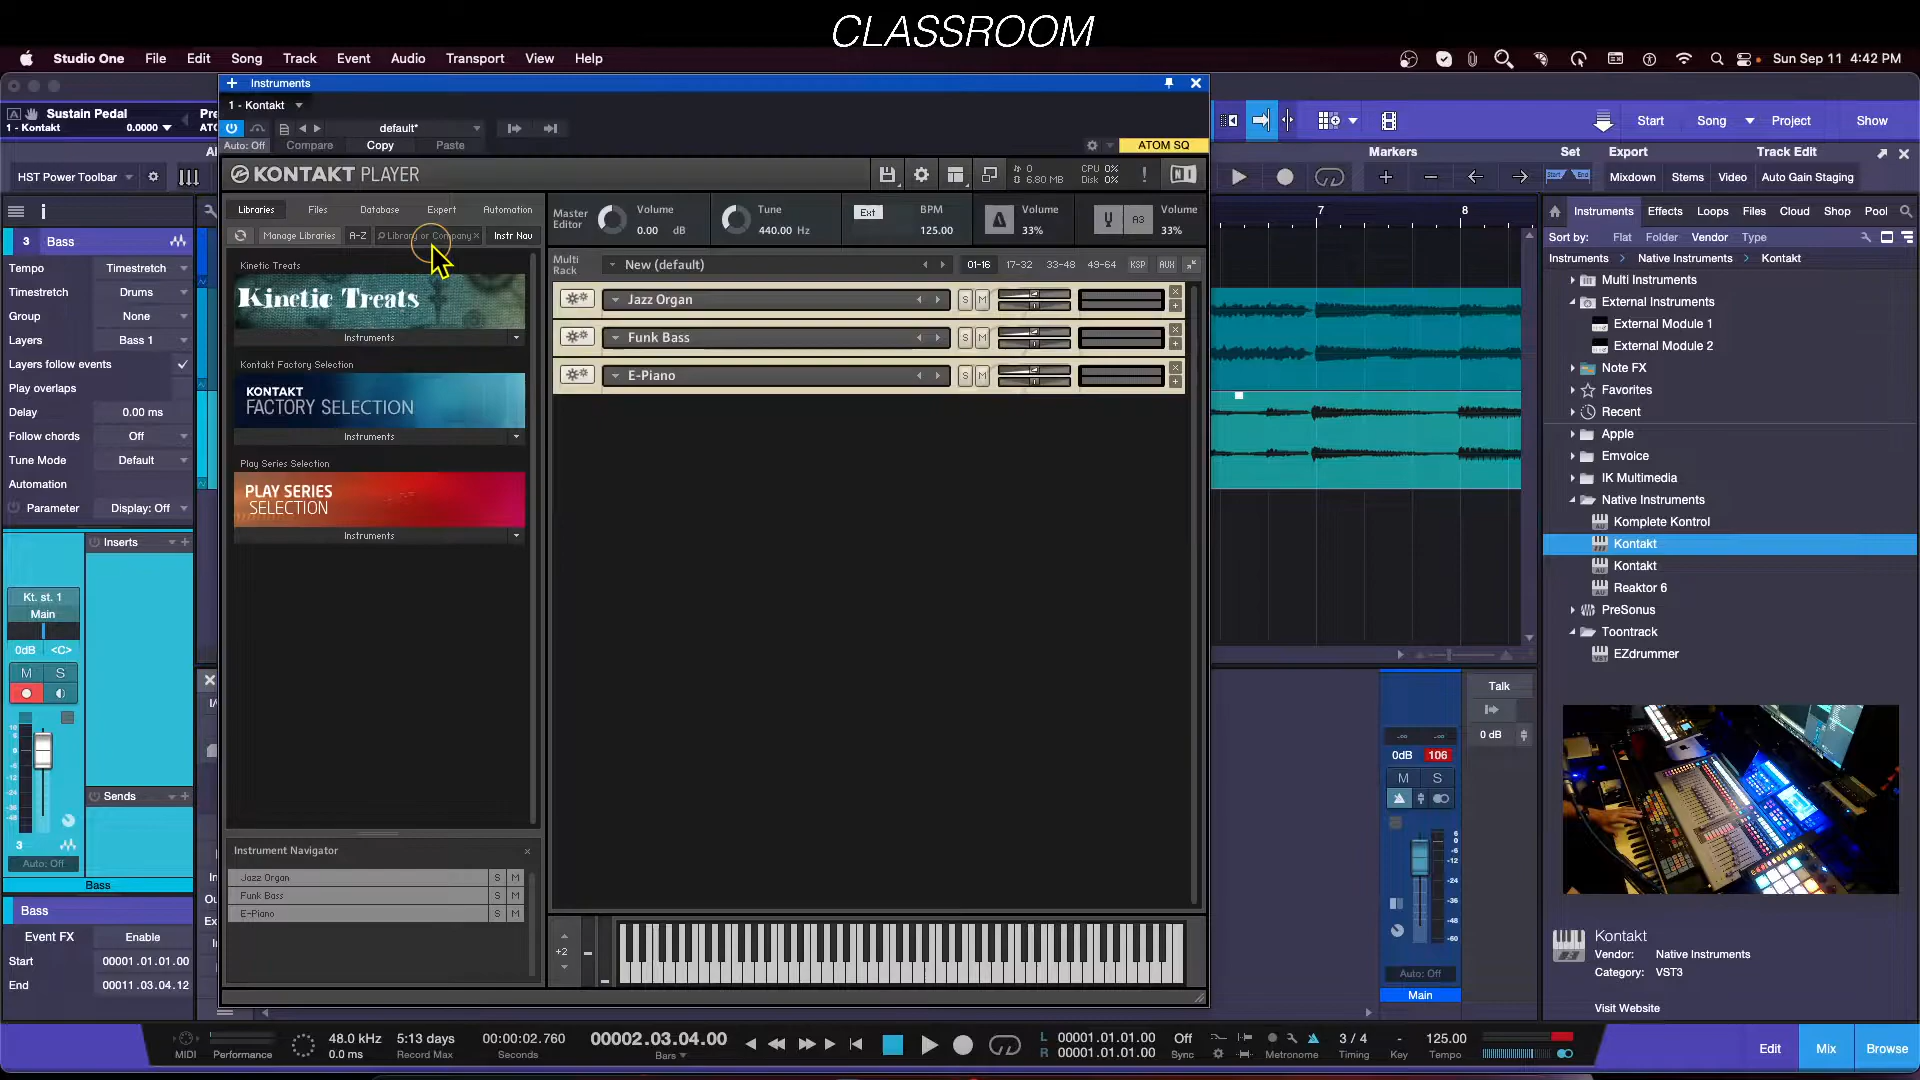 CLASSROOM
Studio One File Edit Song Track Event Audio Transport View Help
Sun Sep 11 4:42 PM
Instruments
Sustain Pedal
1 - Kontakt 0.0000
1 - Kontakt
default*
Auto: Off Compare Copy Paste
ATOM SQ
Start Song Project Show
Markers Set Export Track Edit
Mixdown Stems Video Auto Gain Staging
HST Power Toolbar
KONTAKT PLAYER
0
6.80 MB
CPU 0%
Disk 0%
Libraries Files Database Expert Automation
Manage Libraries A-Z Library or Company Instr Nav
Master Editor
Volume
0.00 dB
Tune
440.00 Hz
Ext
BPM
125.00
Volume
33%
A3
Volume
33%
Multi Rack
New (default)
01-16 17-32 33-48 49-64 KSP AUX
Jazz Organ S M
Funk Bass S M
E-Piano S M
Kinetic Treats
Kinetic Treats
Instruments
Kontakt Factory Selection
KONTAKT
FACTORY SELECTION
Instruments
Play Series Selection
PLAY SERIES
SELECTION
Instruments
Instrument Navigator
Jazz Organ S M
Funk Bass S M
E-Piano S M
+2
3 Bass
Tempo Timestretch
Timestretch Drums
Group None
Layers Bass 1
Layers follow events
Play overlaps
Delay 0.00 ms
Follow chords Off
Tune Mode Default
Automation
Parameter Display: Off
Inserts
Kt. st. 1
Main
0dB <C>
M S
Sends
3
Auto: Off
Bass
Bass
Event FX Enable
Start 00001.01.01.00
End 00011.03.04.12
7 8
Instruments Effects Loops Files Cloud Shop Pool
Sort by: Flat Folder Vendor Type
Instruments Native Instruments Kontakt
Multi Instruments
External Instruments
External Module 1
External Module 2
Note FX
Favorites
Recent
Apple
Emvoice
IK Multimedia
Native Instruments
Komplete Kontrol
Kontakt
Kontakt
Reaktor 6
PreSonus
Toontrack
EZdrummer
Talk
0 dB
0dB 106
M S
Auto: Off
Main
Kontakt
Vendor: Native Instruments
Category: VST3
Visit Website
MIDI Performance
48.0 kHz
0.0 ms
5:13 days
Record Max
00:00:02.760
Seconds
00002.03.04.00
Bars
L 00001.01.01.00
R 00001.01.01.00
Off
Sync
Metronome
3 / 4
Timing
-
Key
125.00
Tempo
Edit Mix Browse